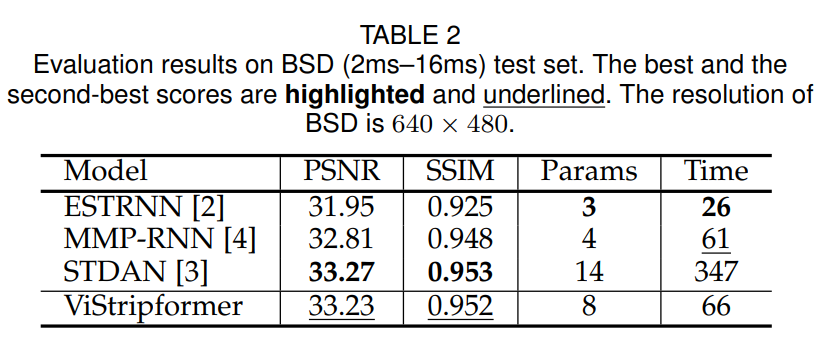 TABLE 2
Evaluation results on BSD (2ms–16ms) test set. The best and the
second-best scores are highlighted and underlined. The resolution of
BSD is 640 × 480.
Model PSNR SSIM Params Time
ESTRNN [2] 31.95 0.925 3 26
MMP-RNN [4] 32.81 0.948 4 61
STDAN [3] 33.27 0.953 14 347
ViStripformer 33.23 0.952 8 66